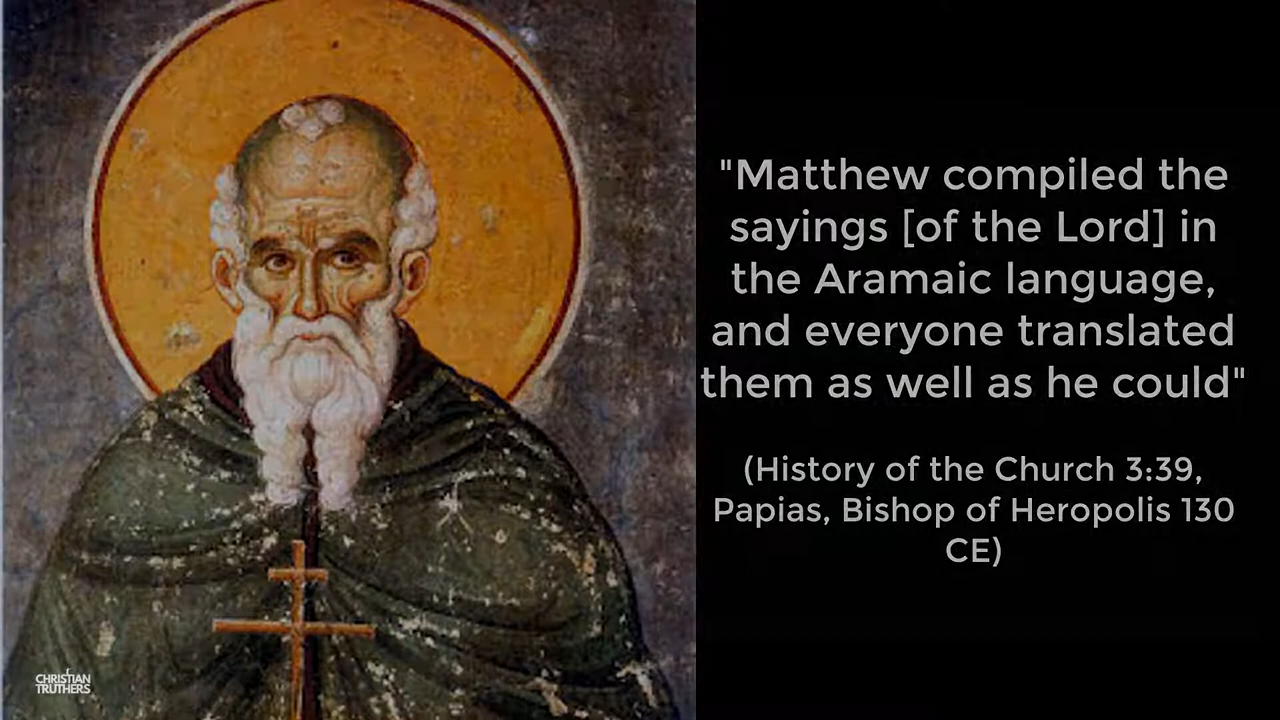 "Matthew compiled the
sayings [of the Lord] in
the Aramaic language,
and everyone translated
them as well as he could"
(History of the Church 3:39,
Papias, Bishop of Heropolis 130
CE)
CHRISTIAN
TRUTHERS